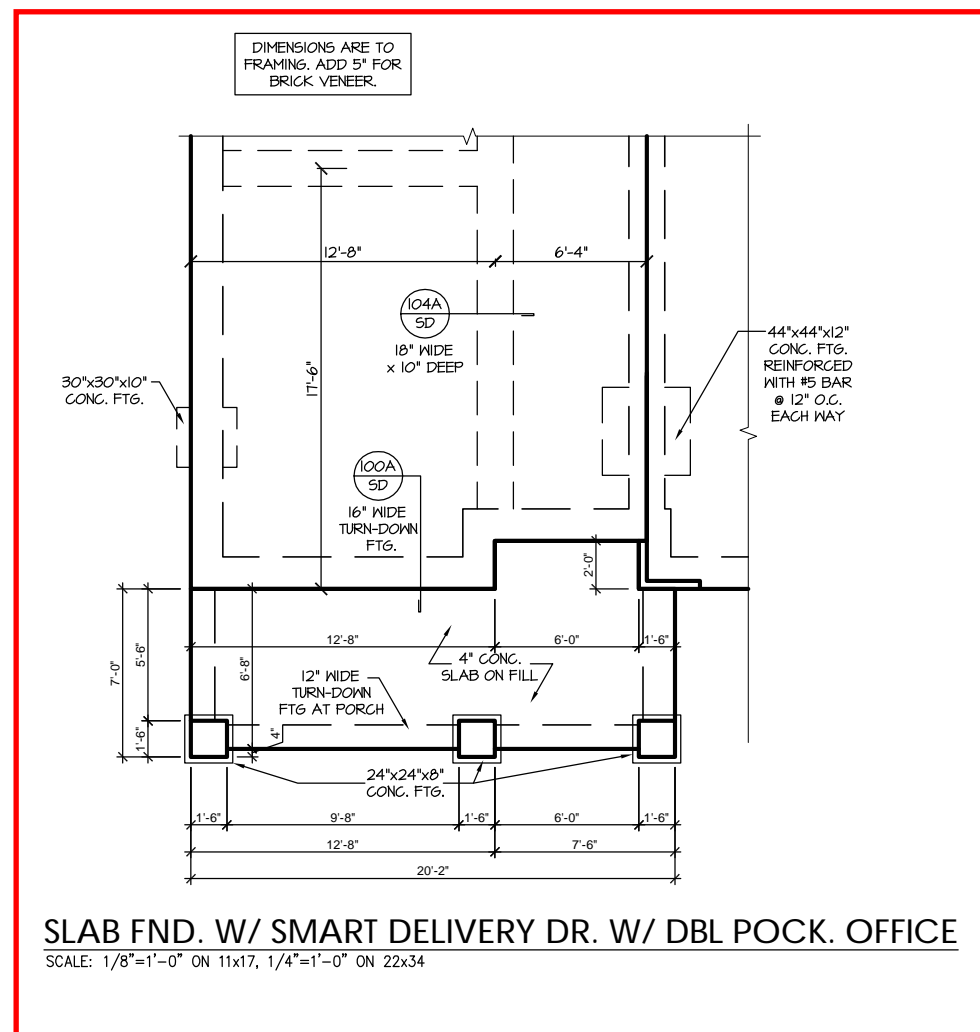 DIMENSIONS ARE TO
FRAMING. ADD 5" FOR
BRICK VENEER.
12'-8"
6'-4"
17'-6"
104A
SD
18" WIDE
x 10" DEEP
30"x30"x10"
CONC. FTG.
44"x44"x12"
CONC. FTG.
REINFORCED
WITH #5 BAR
@ 12" O.C.
EACH WAY
100A
SD
16" WIDE
TURN-DOWN
FTG.
2'-0"
7'-0"
5'-6"
6'-8"
12'-8"
6'-0"
1'-6"
4" CONC.
SLAB ON FILL
12" WIDE
TURN-DOWN
FTG AT PORCH
1'-6"
4"
24"x24"x8"
CONC. FTG.
1'-6"
9'-8"
1'-6"
6'-0"
1'-6"
12'-8"
7'-6"
20'-2"
SLAB FND. W/ SMART DELIVERY DR. W/ DBL POCK. OFFICE
SCALE: 1/8"=1'-0" ON 11x17, 1/4"=1'-0" ON 22x34